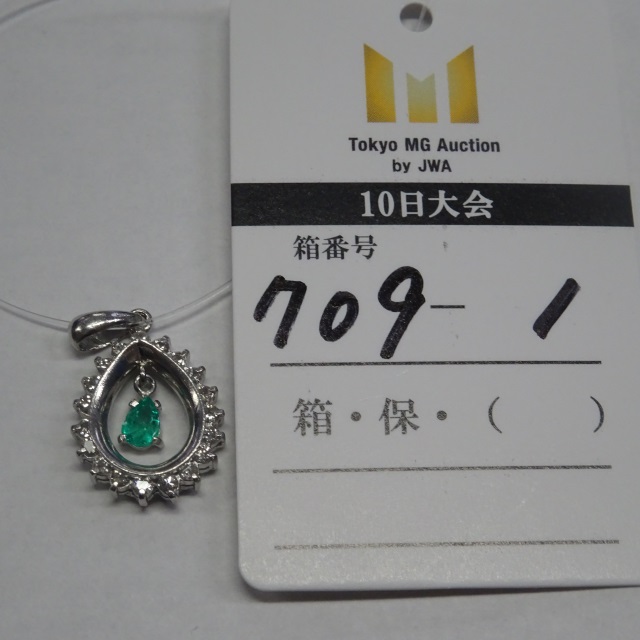 Tokyo MG Auction
by JWA
10日大会
箱番号
709-1
箱・保・（　　）